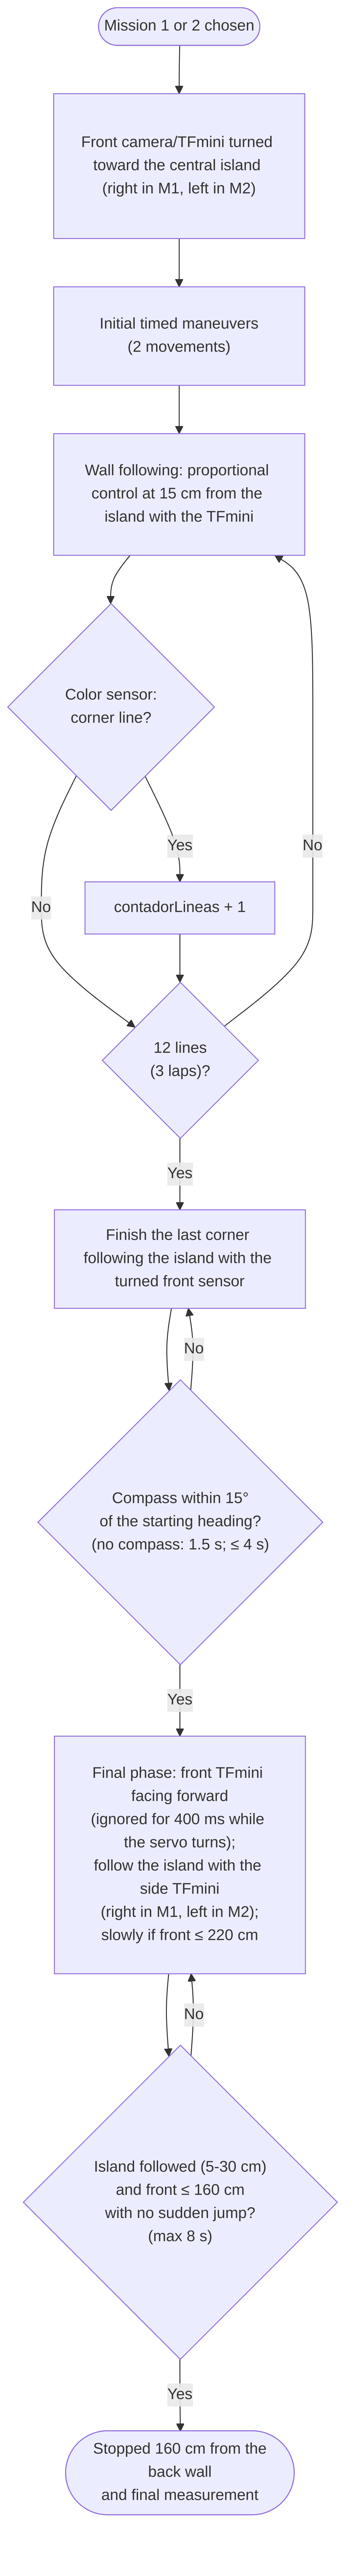 Mission 1 or 2 chosen
Front camera/TFmini turned
toward the central island
(right in M1, left in M2)
Initial timed maneuvers
(2 movements)
Wall following: proportional
control at 15 cm from the
island with the TFmini
Color sensor:
corner line?
Yes
No
No
contadorLineas + 1
12 lines
(3 laps)?
Yes
Finish the last corner
following the island with the
turned front sensor
No
Compass within 15°
of the starting heading?
(no compass: 1.5 s; ≤ 4 s)
Yes
Final phase: front TFmini
facing forward
(ignored for 400 ms while
the servo turns);
follow the island with the
side TFmini
(right in M1, left in M2);
slowly if front ≤ 220 cm
No
Island followed (5-30 cm)
and front ≤ 160 cm
with no sudden jump?
(max 8 s)
Yes
Stopped 160 cm from the
back wall
and final measurement